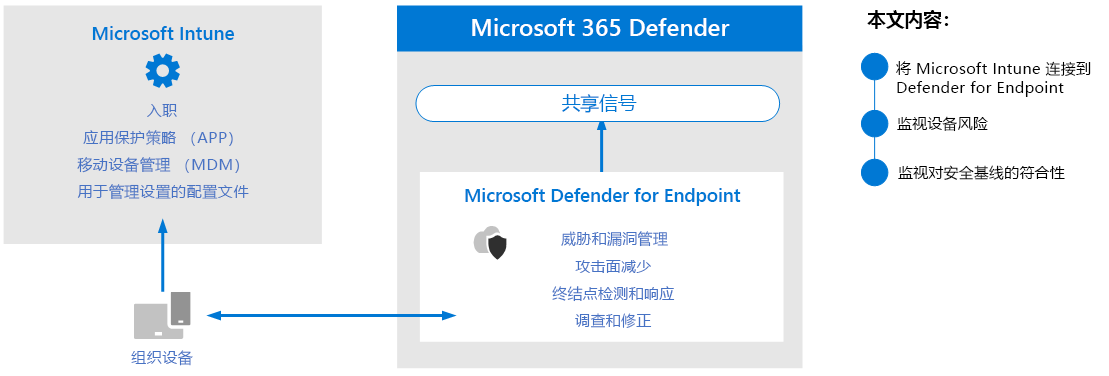 Microsoft Intune
入职
应用保护策略 （APP）
移动设备管理 （MDM）
用于管理设置的配置文件
组织设备
Microsoft 365 Defender
共享信号
Microsoft Defender for Endpoint
威胁和漏洞管理
攻击面减少
终结点检测和响应
调查和修正
本文内容：
将 Microsoft Intune 连接到
Defender for Endpoint
监视设备风险
监视对安全基线的符合性